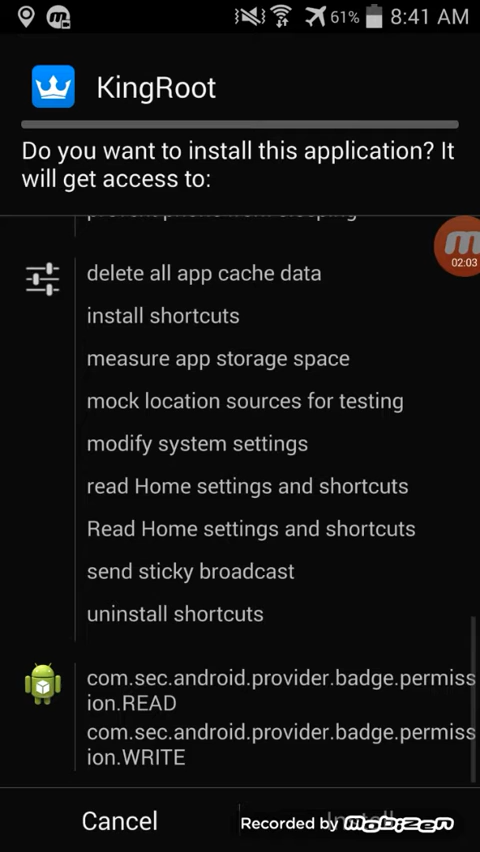 61% 8:41 AM
KingRoot
Do you want to install this application? It
will get access to:
delete all app cache data
02:03
install shortcuts
measure app storage space
mock location sources for testing
modify system settings
read Home settings and shortcuts
Read Home settings and shortcuts
send sticky broadcast
uninstall shortcuts
com.sec.android.provider.badge.permiss
ion.READ
com.sec.android.provider.badge.permiss
ion.WRITE
Cancel
Recorded by mobizen